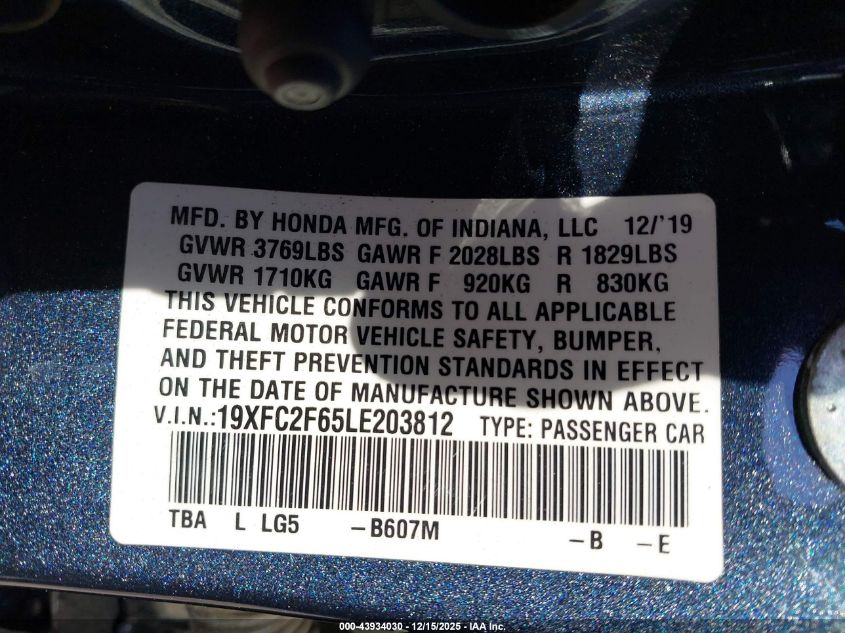 MFD. BY HONDA MFG. OF INDIANA, LLC 12/'19
GVWR 3769LBS GAWR F 2028LBS R 1829LBS
GVWR 1710KG GAWR F 920KG R 830KG
THIS VEHICLE CONFORMS TO ALL APPLICABLE
FEDERAL MOTOR VEHICLE SAFETY, BUMPER,
AND THEFT PREVENTION STANDARDS IN EFFECT
ON THE DATE OF MANUFACTURE SHOWN ABOVE.
V.I.N.:19XFC2F65LE203812 TYPE: PASSENGER CAR
TBA L LG5 –B607M –B –E
000-43934030 - 12/15/2025 - IAA Inc.